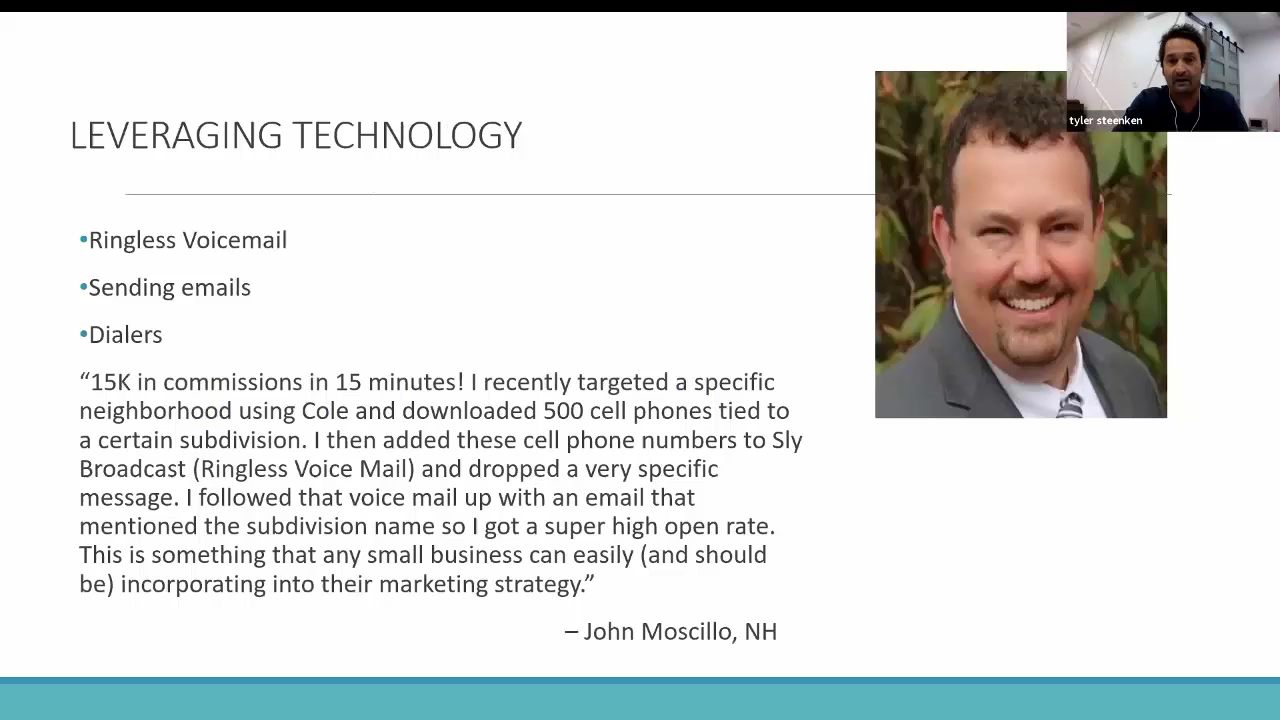 tyler steenken
LEVERAGING TECHNOLOGY
•Ringless Voicemail
•Sending emails
•Dialers
“15K in commissions in 15 minutes! I recently targeted a specific
neighborhood using Cole and downloaded 500 cell phones tied to
a certain subdivision. I then added these cell phone numbers to Sly
Broadcast (Ringless Voice Mail) and dropped a very specific
message. I followed that voice mail up with an email that
mentioned the subdivision name so I got a super high open rate.
This is something that any small business can easily (and should
be) incorporating into their marketing strategy.”
– John Moscillo, NH